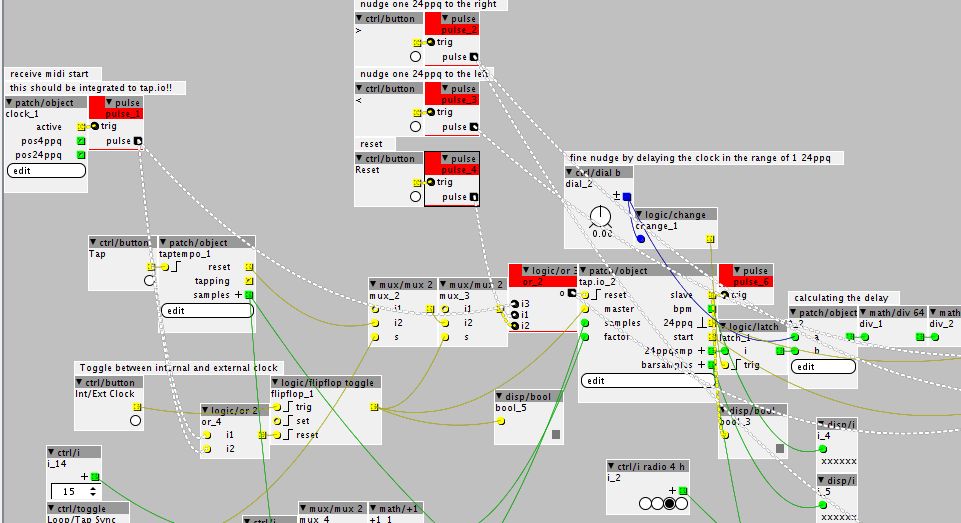 nudge one 24ppq to the right
▼ ctrl/button
▼ pulse
>
pulse_2
trig
pulse
nudge one 24ppq to the left
▼ ctrl/button
▼ pulse
<
pulse_3
trig
pulse
reset
▼ ctrl/button
▼ pulse
Reset
pulse_4
trig
pulse
receive midi start
this should be integrated to tap.io!!
▼ patch/object
▼ pulse
clock_1
pulse_1
active
trig
pos4ppq
pulse
pos24ppq
edit
fine nudge by delaying the clock in the range of 1 24ppq
▼ ctrl/dial b
dial_2
±
0.00
▼ logic/change
change_1
▼ ctrl/button
▼ patch/object
Tap
taptempo_1
reset
tapping
samples +
edit
▼ mux/mux 2
mux_2
i1
i2
s
▼ mux/mux 2
mux_3
i1
i2
s
▼ logic/or 3
or_2
o
i3
i1
i2
▼ patch/object
tap.io_2
reset
slave
master
bpm
samples
24ppq
factor
start
24ppqsmp +
barsamples +
edit
▼ pulse
pulse_6
trig
▼ logic/latch
latch_1
i
trig
calculating the delay
▼ patch/object
a
b
edit
▼ math/div 64
div_1
▼ math
div_2
Toggle between internal and external clock
▼ ctrl/button
Int/Ext Clock
▼ logic/or 2
or_4
i1
i2
▼ logic/flipflop toggle
flipflop_1
trig
set
reset
▼ disp/bool
bool_5
▼ disp/bool
bool_3
▼ disp/i
i_4
xxxxxx
▼ disp/i
i_5
xxxxxx
▼ ctrl/i
i_14
+
15
▼ ctrl/toggle
Loop/Tap Sync
▼ ctrl/i
▼ mux/mux 2
mux_4
▼ math/+1
+1_1
▼ ctrl/i radio 4 h
i_2
+